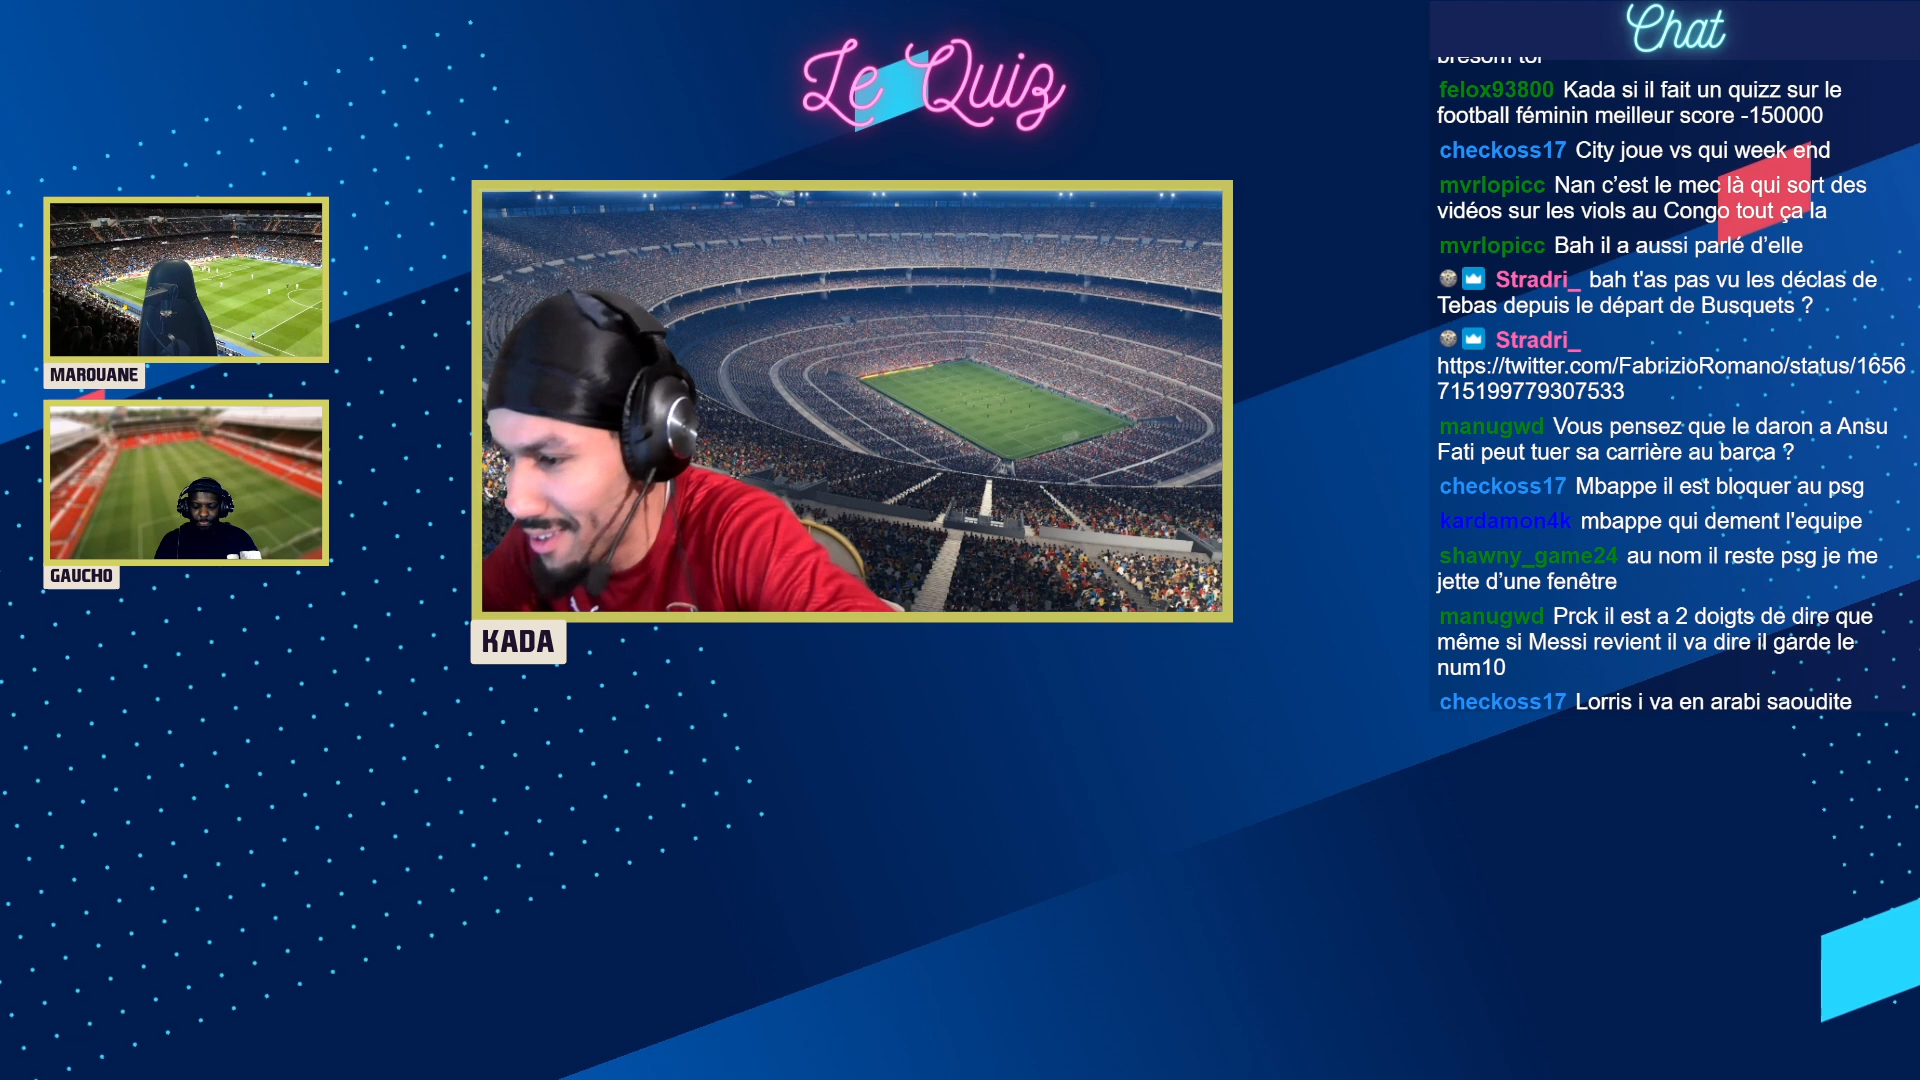 Le Quiz
MAROUANE
GAUCHO
KADA
Chat
felox93800 Kada si il fait un quizz sur le
football féminin meilleur score -150000
checkoss17 City joue vs qui week end
mvrlopicc Nan c’est le mec là qui sort des
vidéos sur les viols au Congo tout ça la
mvrlopicc Bah il a aussi parlé d’elle
Stradri_ bah t'as pas vu les déclas de
Tebas depuis le départ de Busquets ?
Stradri_
https://twitter.com/FabrizioRomano/status/1656
715199779307533
manugwd Vous pensez que le daron a Ansu
Fati peut tuer sa carrière au barca ?
checkoss17 Mbappe il est bloquer au psg
kardamon4k mbappe qui dement l'equipe
shawny_game24 au nom il reste psg je me
jette d’une fenêtre
manugwd Prck il est a 2 doigts de dire que
même si Messi revient il va dire il garde le
num10
checkoss17 Lorris i va en arabi saoudite